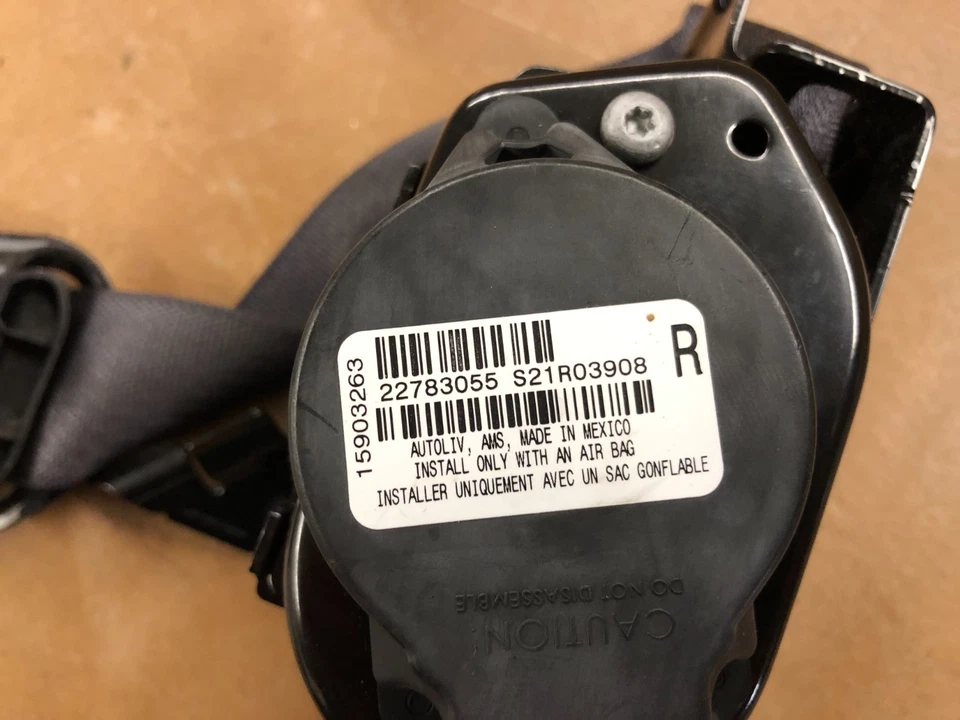 R
22783055 S21R03908
15903263
AUTOLIV, AMS, MADE IN MEXICO
INSTALL ONLY WITH AN AIR BAG
INSTALLER UNIQUEMENT AVEC UN SAC GONFLABLE
CAUTION!
DO NOT DISASSEMBLE